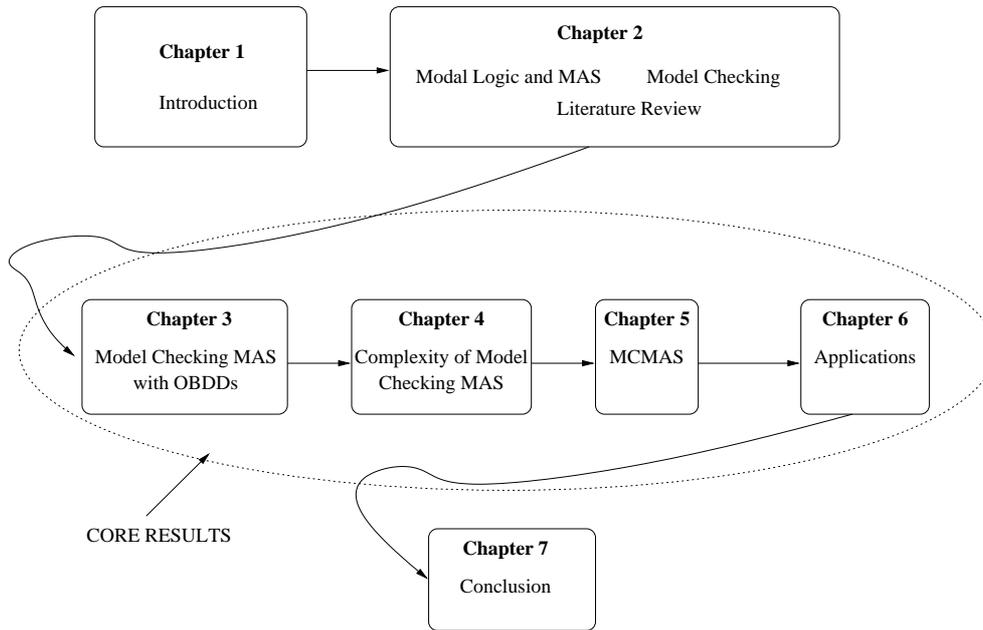 Chapter 1
Introduction
Chapter 2
Modal Logic and MAS Model Checking
Literature Review
Chapter 3
Model Checking MAS
with OBDDs
Chapter 4
Complexity of Model
Checking MAS
Chapter 5
MCMAS
Chapter 6
Applications
CORE RESULTS
Chapter 7
Conclusion